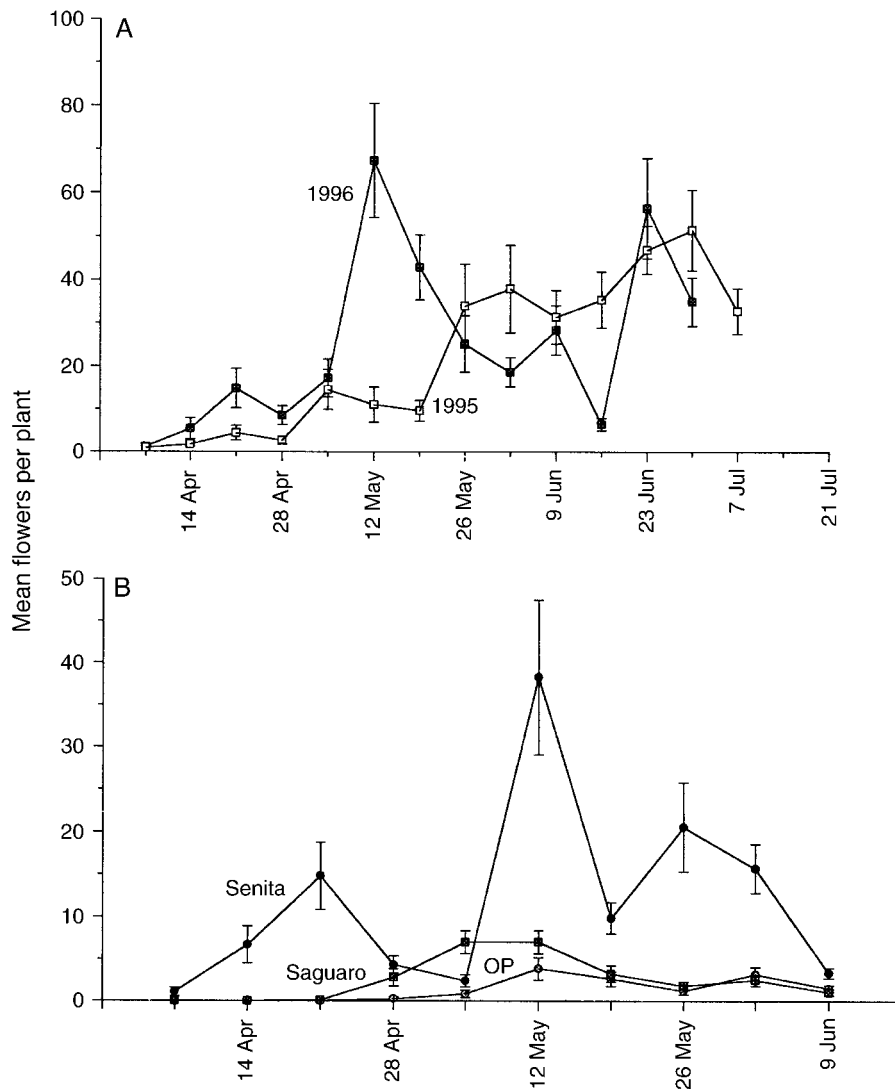 A
100
80
60
40
20
0
1996
1995
14 Apr
28 Apr
12 May
26 May
9 Jun
23 Jun
7 Jul
21 Jul
Mean flowers per plant
B
50
40
30
20
10
0
Senita
Saguaro
OP
14 Apr
28 Apr
12 May
26 May
9 Jun